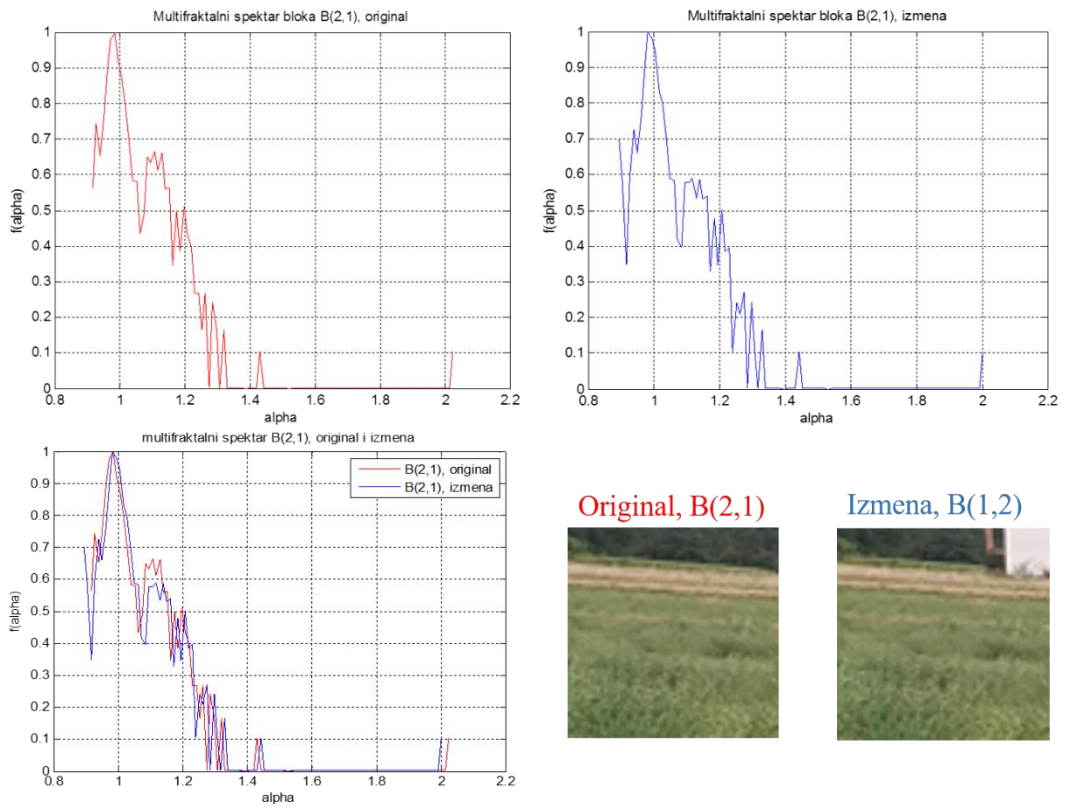 Multifraktalni spektar bloka B(2,1), original
1
0.9
0.8
0.7
0.6
0.5
0.4
0.3
0.2
0.1
0
f(alpha)
0.8 1 1.2 1.4 1.6 1.8 2 2.2
alpha
Multifraktalni spektar bloka B(2,1), izmena
1
0.9
0.8
0.7
0.6
0.5
0.4
0.3
0.2
0.1
0
f(alpha)
0.8 1 1.2 1.4 1.6 1.8 2 2.2
alpha
multifraktalni spektar B(2,1), original i izmena
B(2,1), original
B(2,1), izmena
1
0.9
0.8
0.7
0.6
0.5
0.4
0.3
0.2
0.1
0
f(alpha)
0.8 1 1.2 1.4 1.6 1.8 2 2.2
alpha
Original, B(2,1)
Izmena, B(1,2)